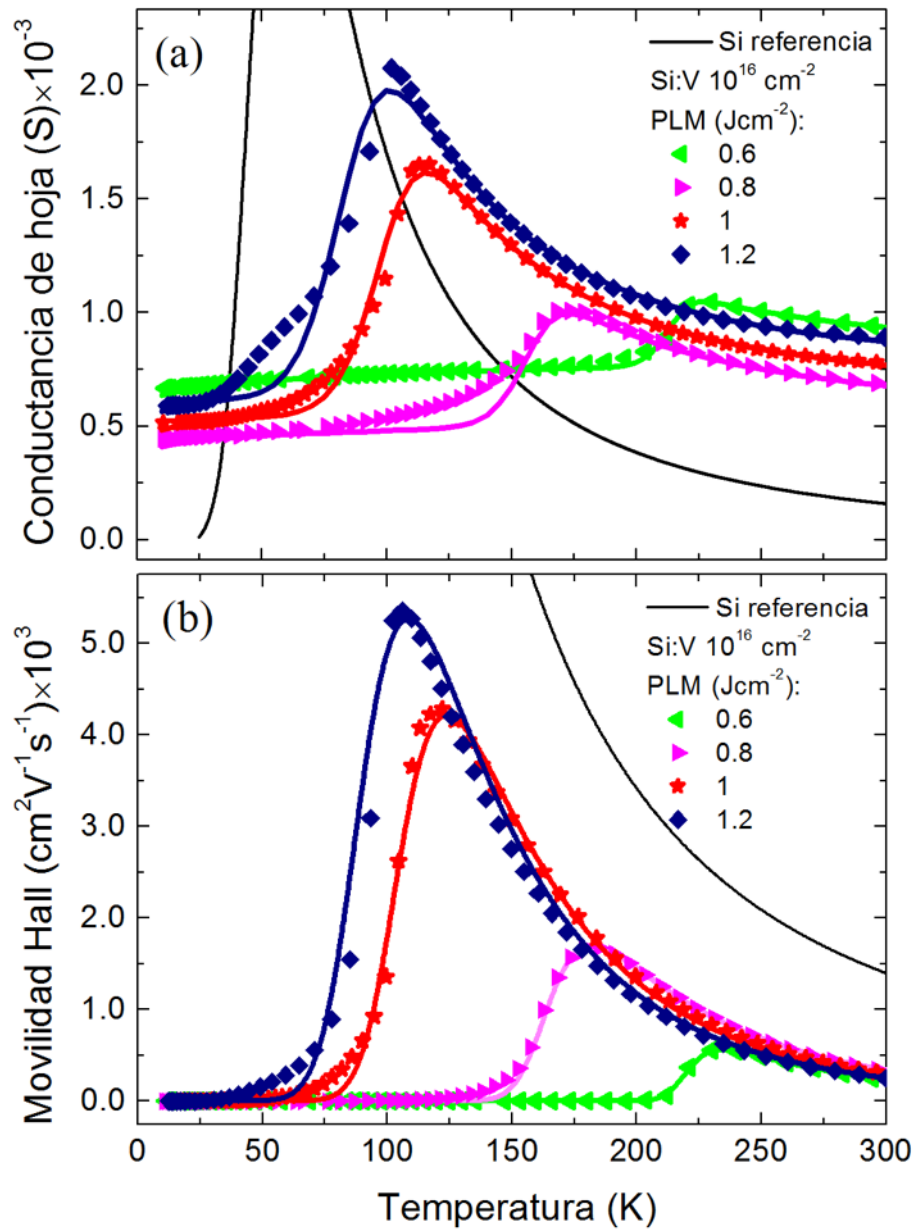 (a)
Si referencia
Si:V 10¹⁶ cm⁻²
PLM (Jcm⁻²):
0.6
0.8
1
1.2
Conductancia de hoja (S)×10⁻³
2.0
1.5
1.0
0.5
0.0
(b)
Si referencia
Si:V 10¹⁶ cm⁻²
PLM (Jcm⁻²):
0.6
0.8
1
1.2
Movilidad Hall (cm²V⁻¹s⁻¹)×10³
5.0
4.0
3.0
2.0
1.0
0.0
0 50 100 150 200 250 300
Temperatura (K)